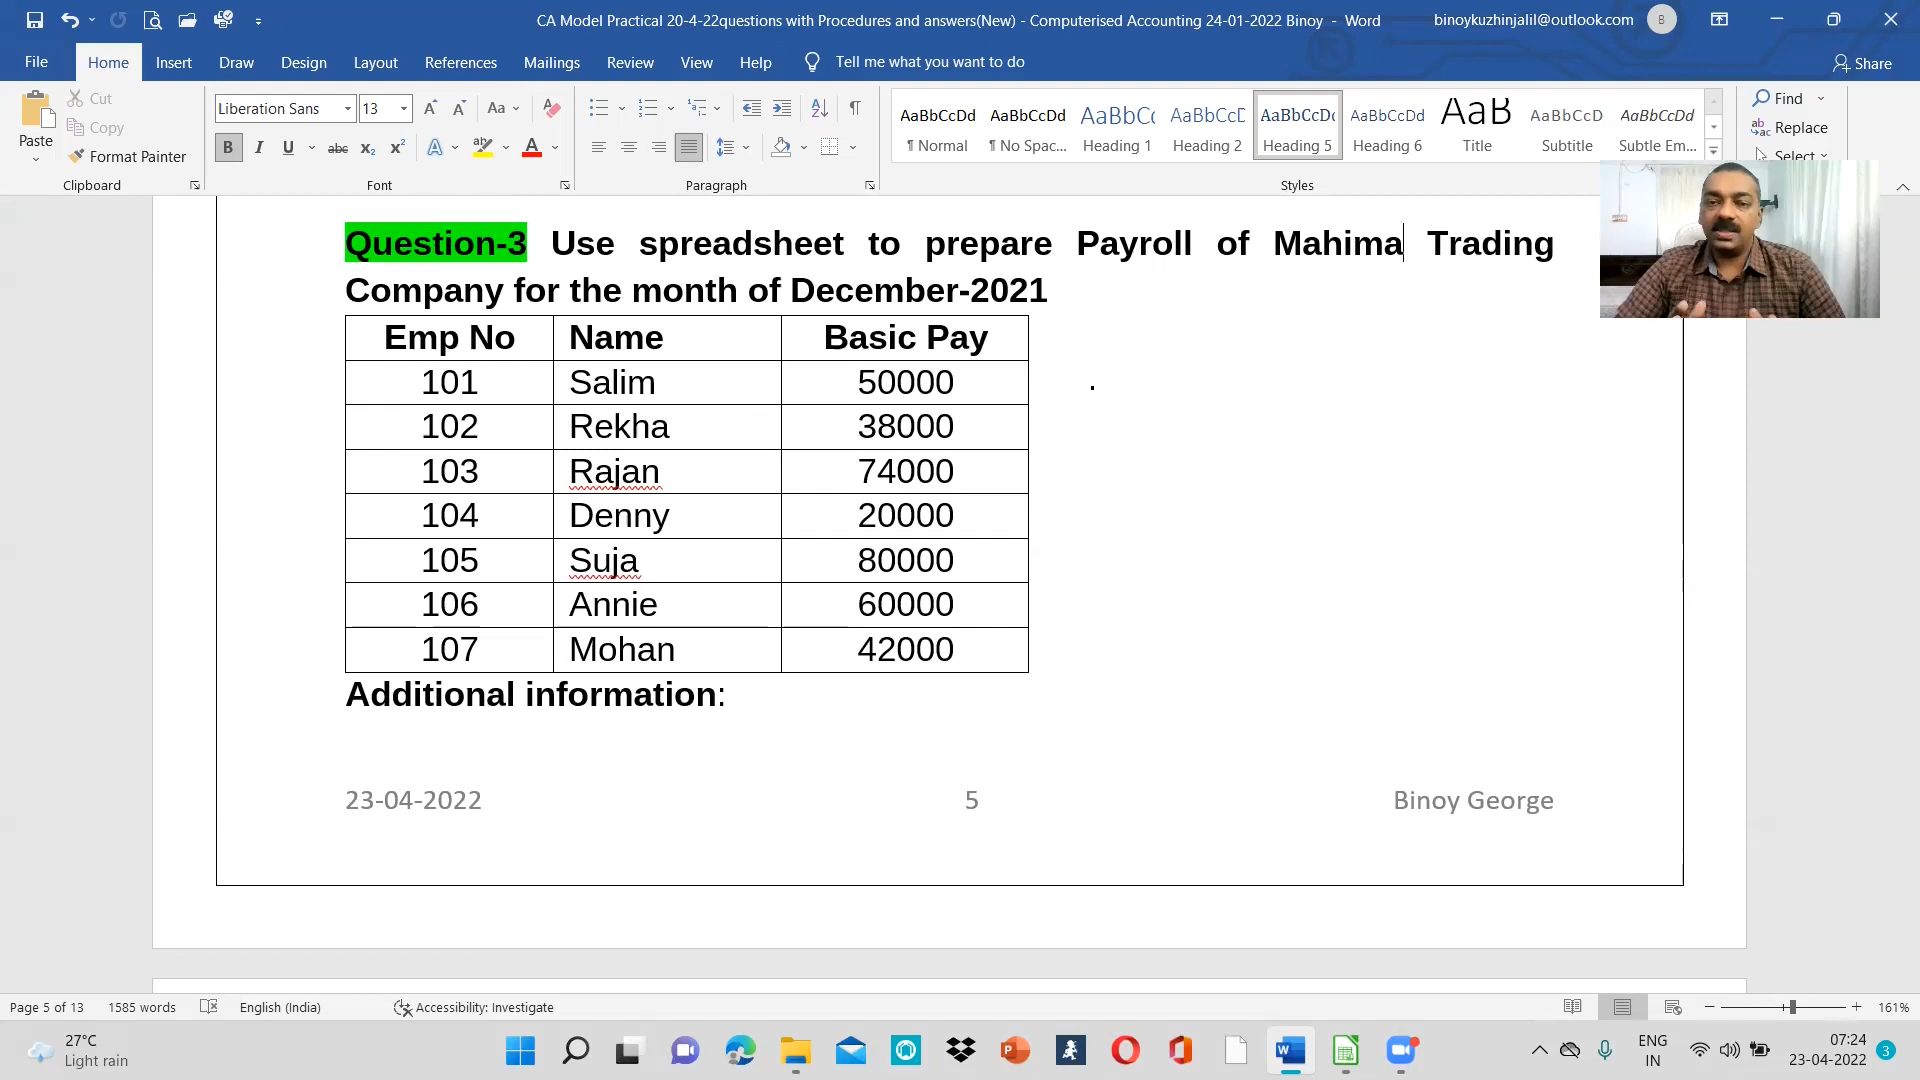 CA Model Practical 20-4-22questions with Procedures and answers(New) - Computerised Accounting 24-01-2022 Binoy - Word
binoykuzhinjalil@outlook.com
B
File Home Insert Draw Design Layout References Mailings Review View Help Tell me what you want to do
Share
Paste
Cut
Copy
Format Painter
Clipboard
Liberation Sans 13
Font
Paragraph
AaBbCcDd AaBbCcDd AaBbCc AaBbCcD AaBbCcDc AaBbCcDd AaB AaBbCcD AaBbCcDd
¶ Normal ¶ No Spac... Heading 1 Heading 2 Heading 5 Heading 6 Title Subtitle Subtle Em...
Styles
Find
Replace
Select
Question-3 Use spreadsheet to prepare Payroll of Mahima Trading
Company for the month of December-2021
Emp No Name Basic Pay
101 Salim 50000
102 Rekha 38000
103 Rajan 74000
104 Denny 20000
105 Suja 80000
106 Annie 60000
107 Mohan 42000
Additional information:
23-04-2022 5 Binoy George
Page 5 of 13 1585 words English (India) Accessibility: Investigate 161%
27°C
Light rain
ENG
IN
07:24
23-04-2022
3